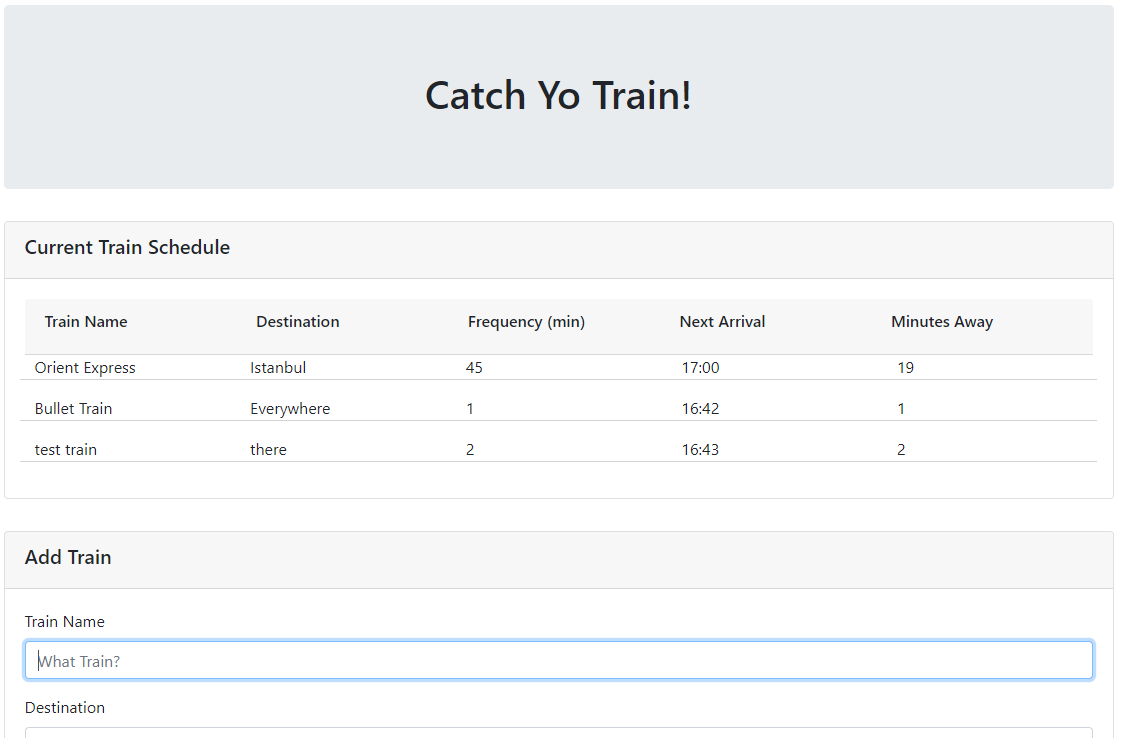 Catch Yo Train!
Current Train Schedule
Train Name Destination Frequency (min) Next Arrival Minutes Away
Orient Express Istanbul 45 17:00 19
Bullet Train Everywhere 1 16:42 1
test train there 2 16:43 2
Add Train
Train Name
What Train?
Destination